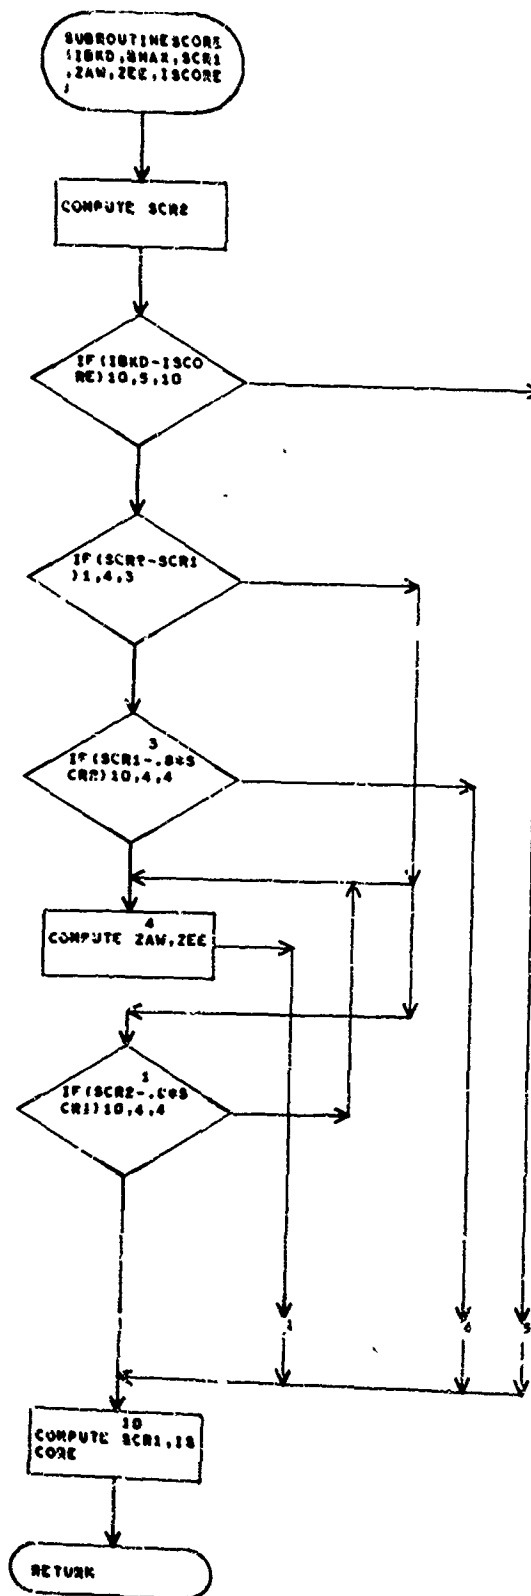 SUBROUTINESCORE
(IBKD,BMAX,SCR1
,ZAW,ZEE,ISCORE
)
COMPUTE SCR2
IF(IBKD-ISCO
RE)10,5,10
IF(SCR2-SCR1
)1,4,3
3
IF(SCR1-.8*S
CR2)10,4,4
4
COMPUTE ZAW,ZEE
1
IF(SCR2-.8*S
CR1)10,4,4
1
6
5
10
COMPUTE SCR1,IS
CORE
RETURN